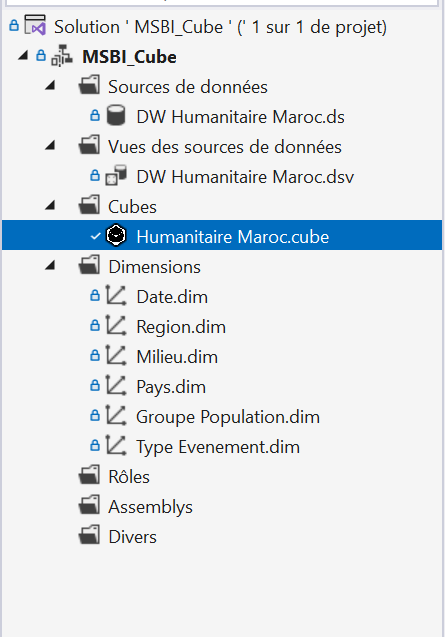 Solution ' MSBI_Cube ' (' 1 sur 1 de projet)
MSBI_Cube
Sources de données
DW Humanitaire Maroc.ds
Vues des sources de données
DW Humanitaire Maroc.dsv
Cubes
Humanitaire Maroc.cube
Dimensions
Date.dim
Region.dim
Milieu.dim
Pays.dim
Groupe Population.dim
Type Evenement.dim
Rôles
Assemblys
Divers